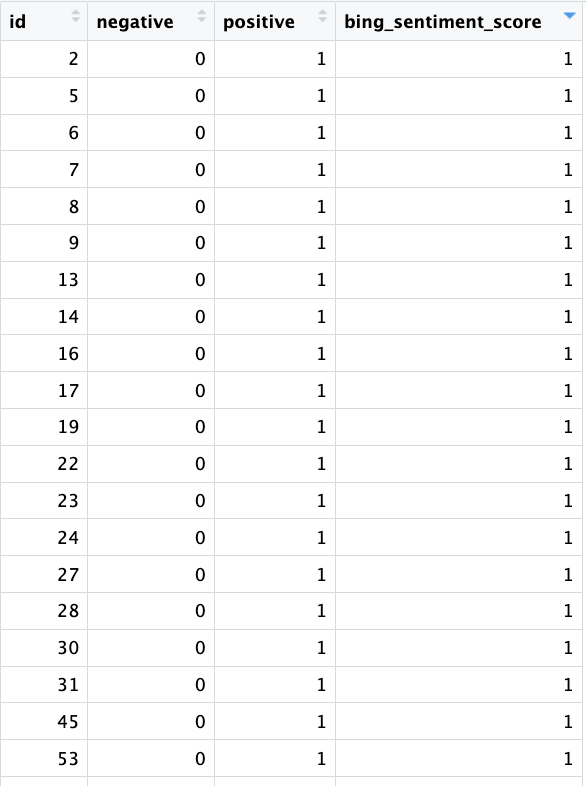 id negative positive bing_sentiment_score
2 0 1 1
5 0 1 1
6 0 1 1
7 0 1 1
8 0 1 1
9 0 1 1
13 0 1 1
14 0 1 1
16 0 1 1
17 0 1 1
19 0 1 1
22 0 1 1
23 0 1 1
24 0 1 1
27 0 1 1
28 0 1 1
30 0 1 1
31 0 1 1
45 0 1 1
53 0 1 1